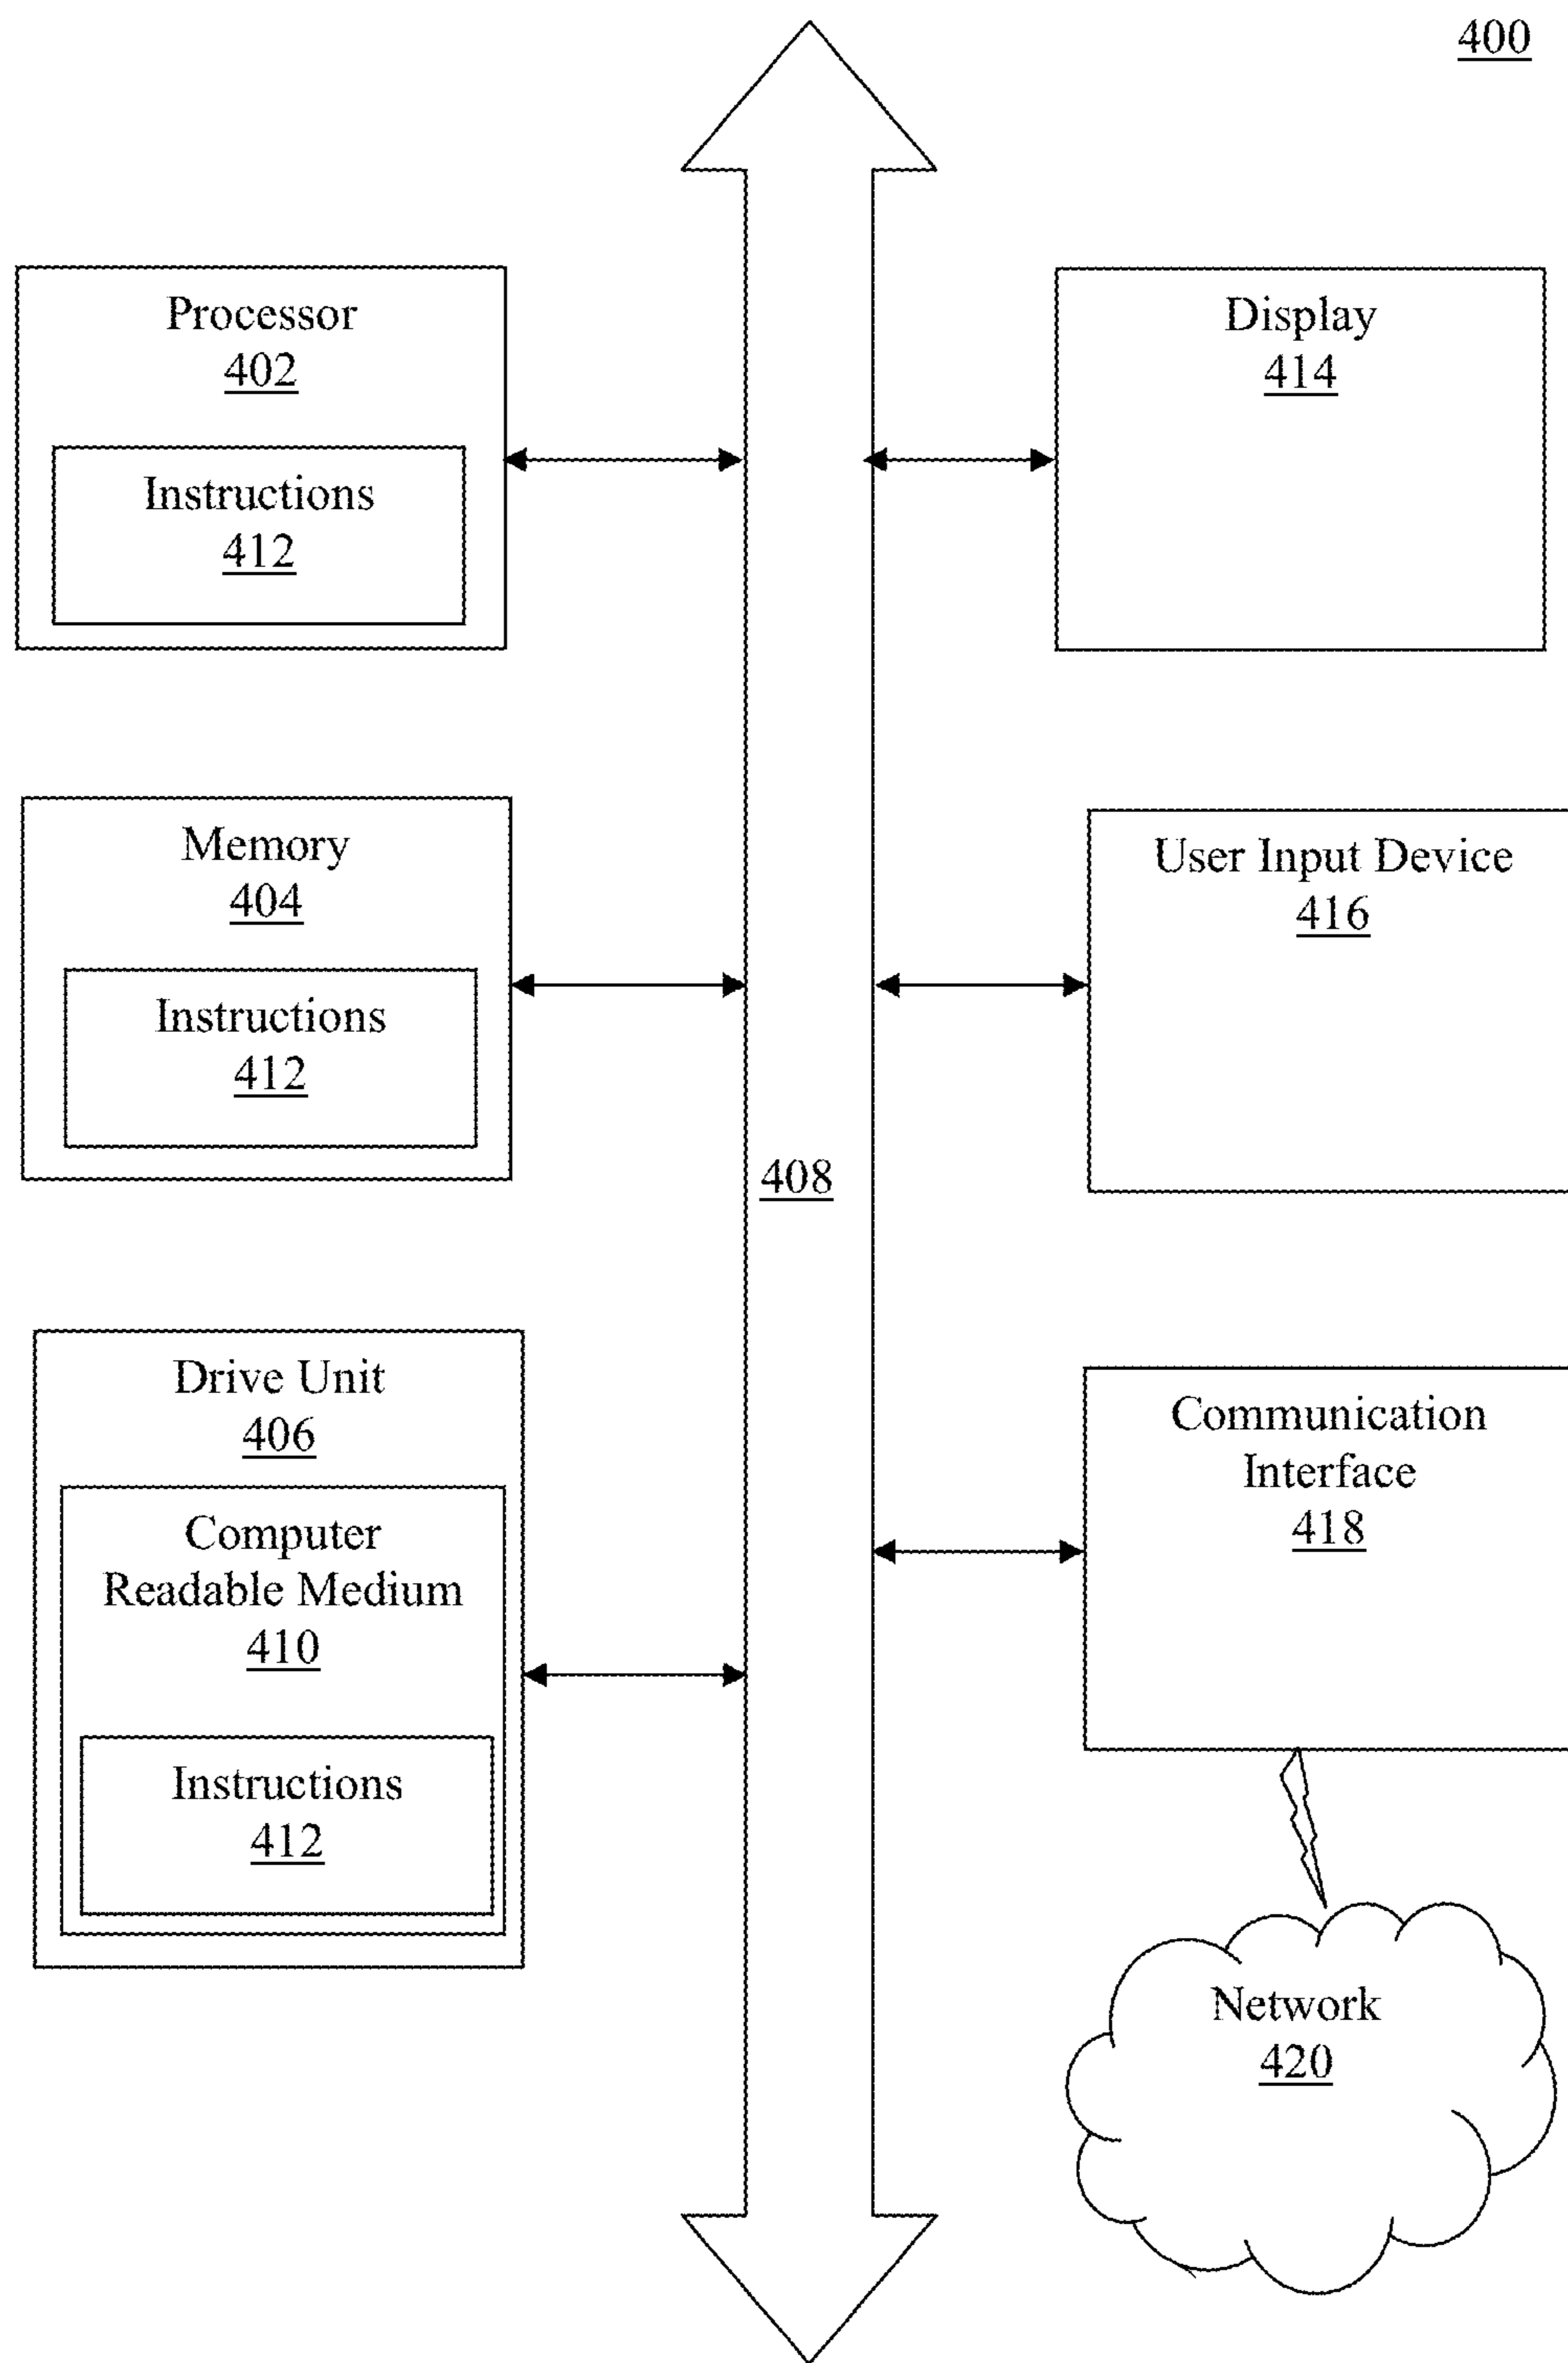 400
Processor
402
Instructions
412
Display
414
Memory
404
Instructions
412
User Input Device
416
408
Drive Unit
406
Computer
Readable Medium
410
Instructions
412
Communication
Interface
418
Network
420